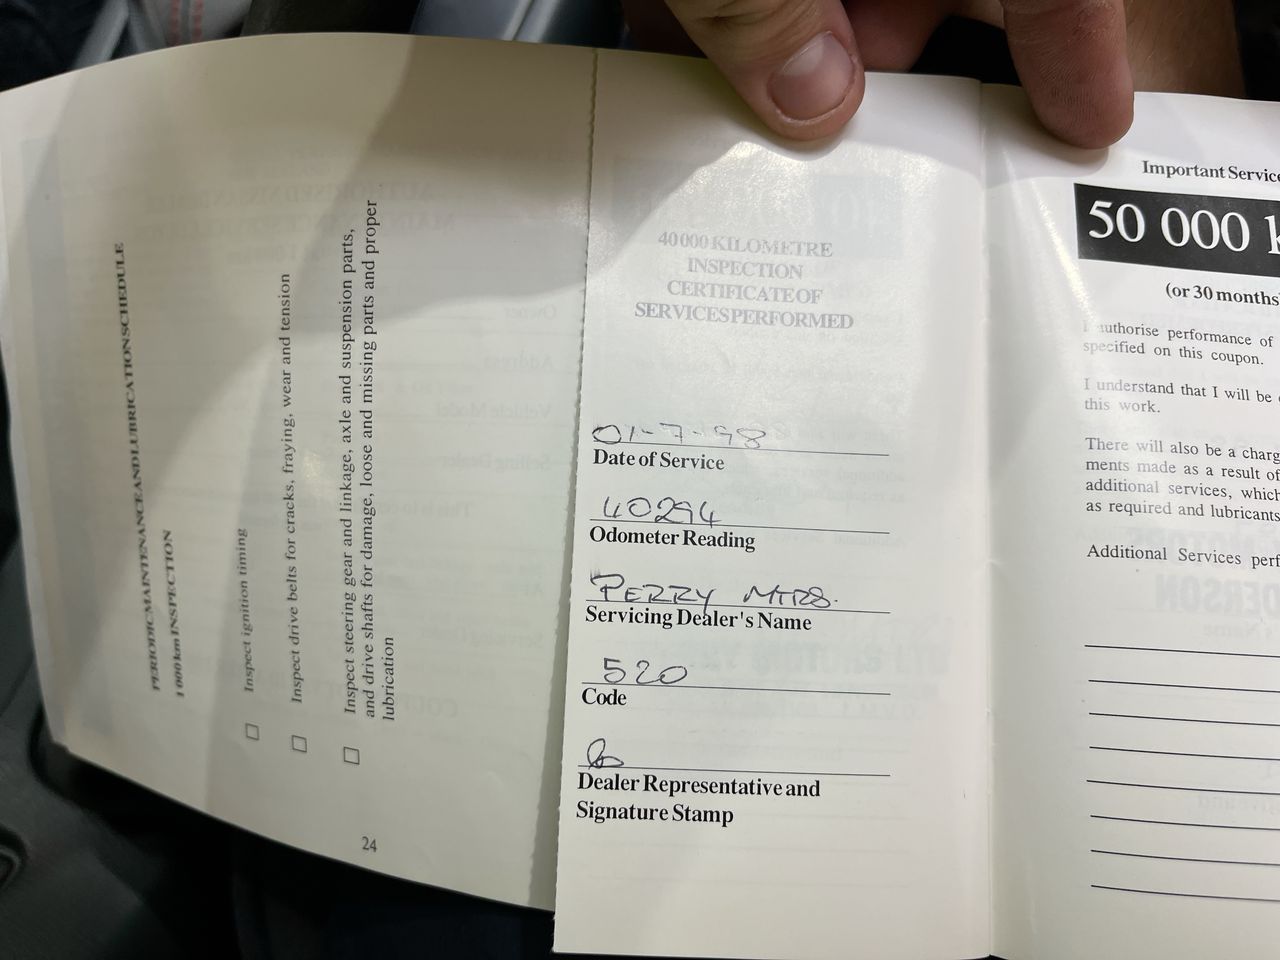 PERIODIC MAINTENANCE AND LUBRICATION SCHEDULE
1 000 km INSPECTION
☐ Inspect ignition timing
☐ Inspect drive belts for cracks, fraying, wear and tension
☐ Inspect steering gear and linkage, axle and suspension parts,
and drive shafts for damage, loose and missing parts and proper
lubrication
24
40 000 KILOMETRE
INSPECTION
CERTIFICATE OF
SERVICES PERFORMED
01-7-98
Date of Service
40294
Odometer Reading
PERRY MTRS.
Servicing Dealer's Name
520
Code
Dealer Representative and
Signature Stamp
Important Service
50 000 k
(or 30 months)
I authorise performance of
specified on this coupon.
I understand that I will be
this work.
There will also be a charg
ments made as a result of
additional services, which
as required and lubricants
Additional Services perf